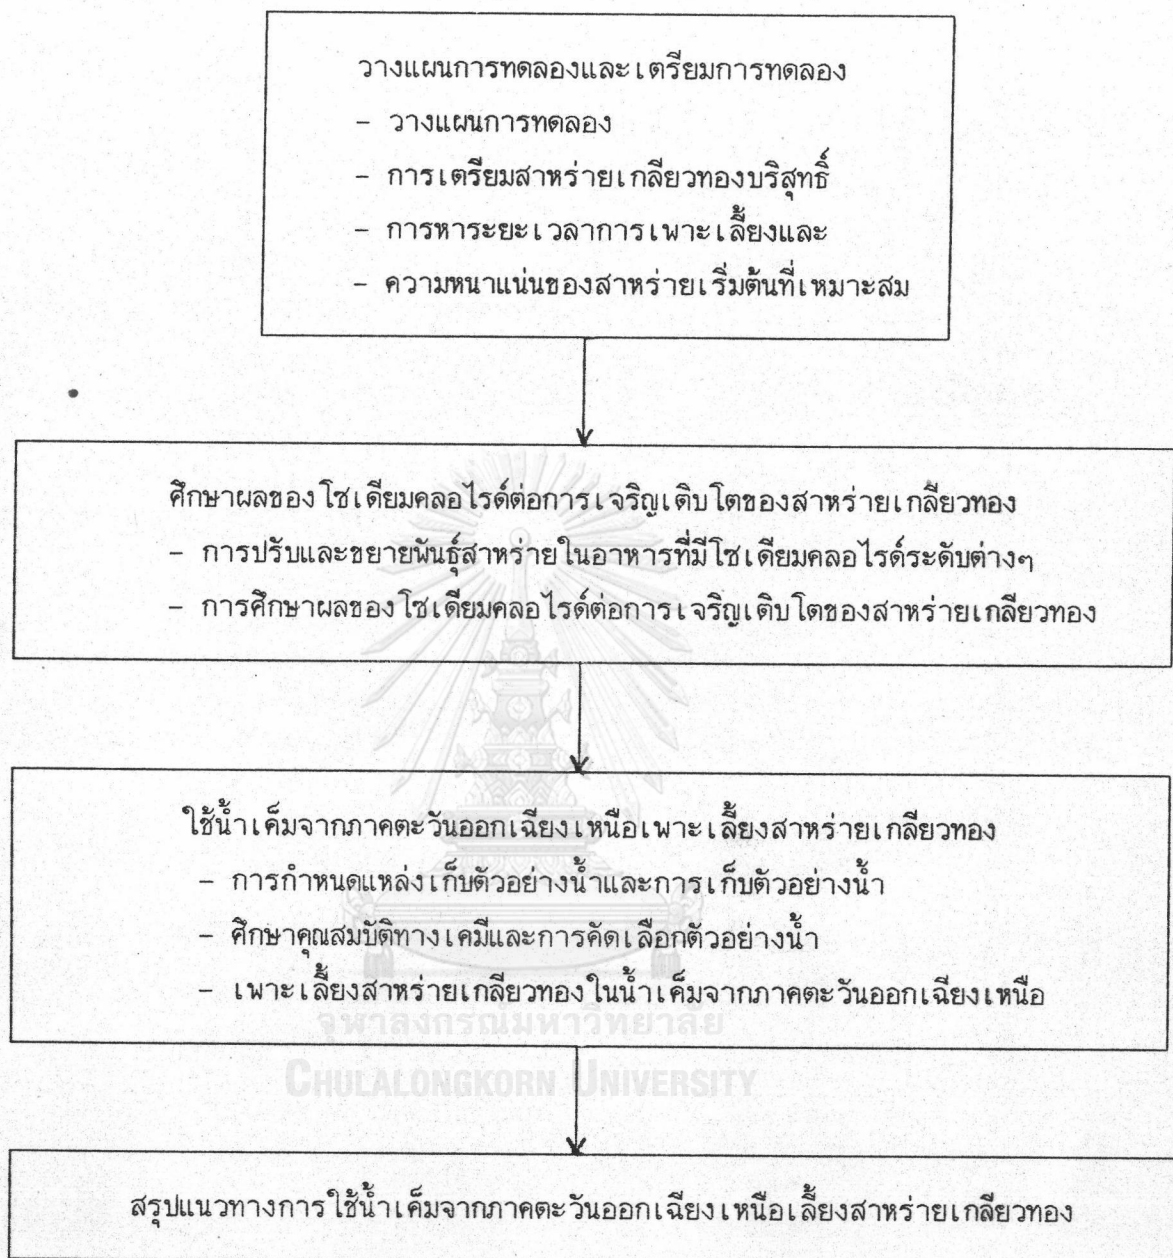 วางแผนการทดลองและเตรียมการทดลอง
- วางแผนการทดลอง
- การเตรียมสาหร่ายเกลียวทองบริสุทธิ์
- การหาระยะเวลาการเพาะเลี้ยงและ
- ความหนาแน่นของสาหร่ายเริ่มต้นที่เหมาะสม
ศึกษาผลของโซเดียมคลอไรด์ต่อการเจริญเติบโตของสาหร่ายเกลียวทอง
- การปรับและขยายพันธุ์สาหร่ายในอาหารที่มีโซเดียมคลอไรด์ระดับต่างๆ
- การศึกษาผลของโซเดียมคลอไรด์ต่อการเจริญเติบโตของสาหร่ายเกลียวทอง
ใช้น้ำเค็มจากภาคตะวันออกเฉียงเหนือเพาะเลี้ยงสาหร่ายเกลียวทอง
- การกำหนดแหล่งเก็บตัวอย่างน้ำและการเก็บตัวอย่างน้ำ
- ศึกษาคุณสมบัติทางเคมีและการคัดเลือกตัวอย่างน้ำ
- เพาะเลี้ยงสาหร่ายเกลียวทองในน้ำเค็มจากภาคตะวันออกเฉียงเหนือ
จุฬาลงกรณ์มหาวิทยาลัย
CHULALONGKORN UNIVERSITY
สรุปแนวทางการใช้น้ำเค็มจากภาคตะวันออกเฉียงเหนือเลี้ยงสาหร่ายเกลียวทอง